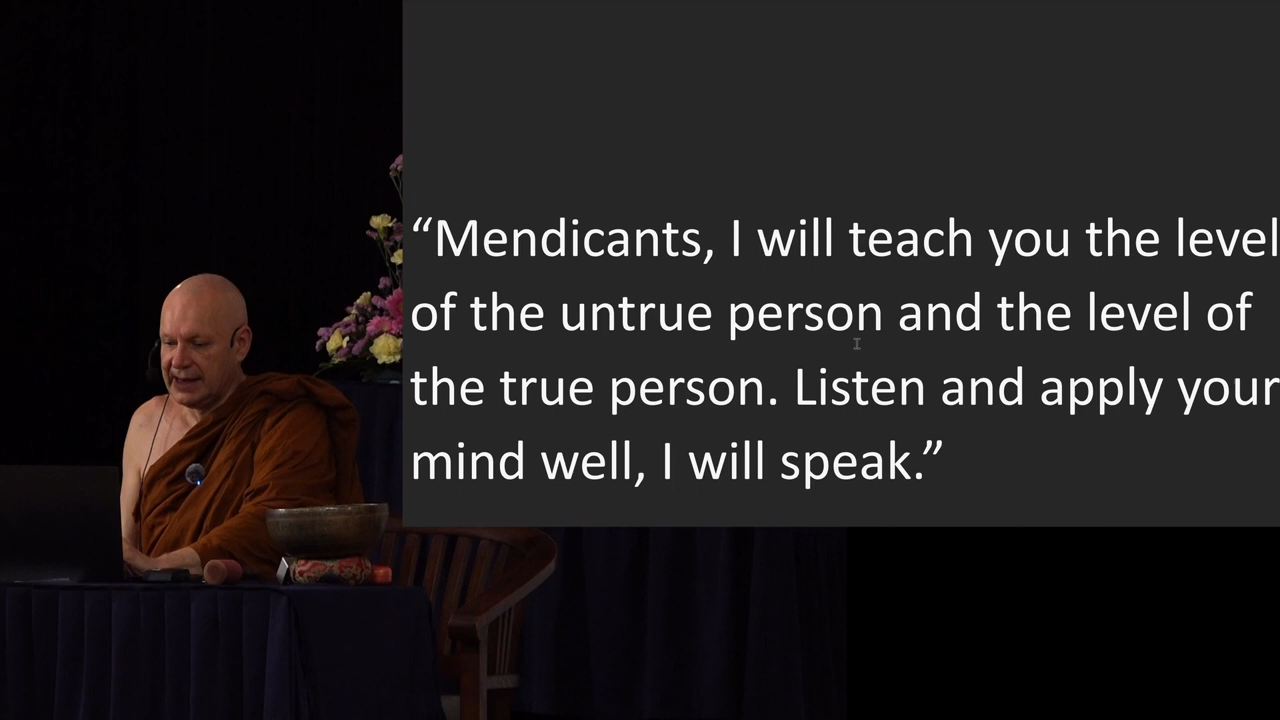 “Mendicants, I will teach you the level
of the untrue person and the level of
the true person. Listen and apply your
mind well, I will speak.”